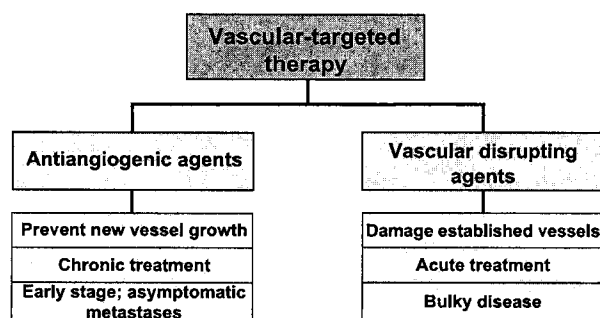 Vascular-targeted
therapy
Antiangiogenic agents
Vascular disrupting
agents
Prevent new vessel growth
Chronic treatment
Early stage; asymptomatic
metastases
Damage established vessels
Acute treatment
Bulky disease